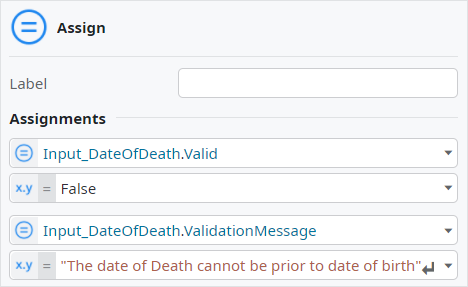 Assign
Label
Assignments
Input_DateOfDeath.Valid
x.y = False
Input_DateOfDeath.ValidationMessage
x.y = "The date of Death cannot be prior to date of birth"↵